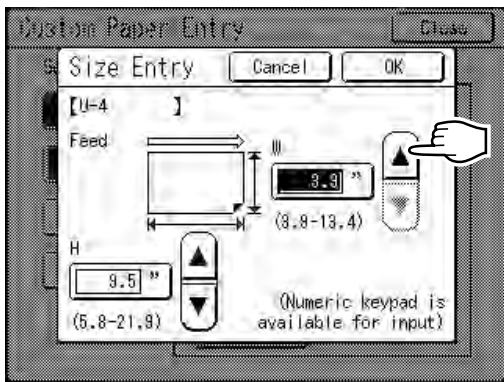 Custom Paper Entry
Close
Size Entry
Cancel
OK
[U-4 ]
Feed
W
3.9 "
(3.9-13.4)
H
9.5 "
(5.8-21.9)
(Numeric keypad is
available for input)